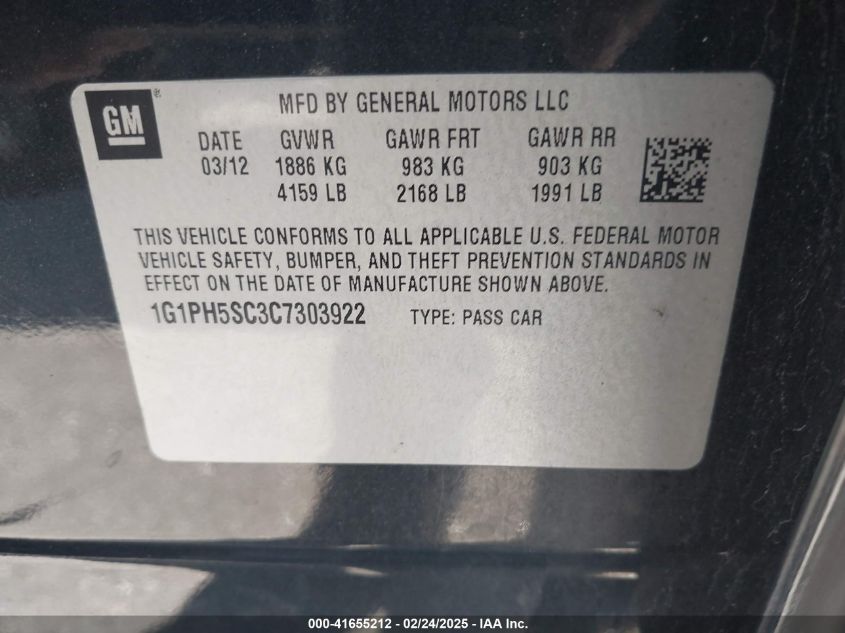 GM®
MFD BY GENERAL MOTORS LLC
DATE GVWR GAWR FRT GAWR RR
03/12 1886 KG 983 KG 903 KG
4159 LB 2168 LB 1991 LB
THIS VEHICLE CONFORMS TO ALL APPLICABLE U.S. FEDERAL MOTOR
VEHICLE SAFETY, BUMPER, AND THEFT PREVENTION STANDARDS IN
EFFECT ON THE DATE OF MANUFACTURE SHOWN ABOVE.
1G1PH5SC3C7303922 TYPE: PASS CAR
000-41655212 - 02/24/2025 - IAA Inc.